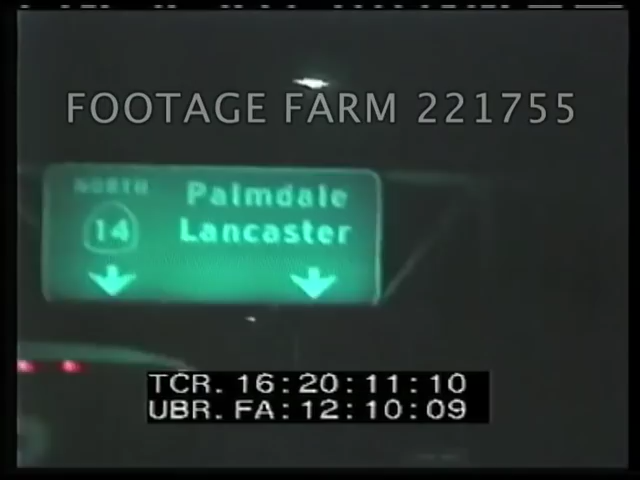 FOOTAGE FARM 221755
NORTH
Palmdale
14
Lancaster
TCR. 16:20:11:10
UBR. FA:12:10:09